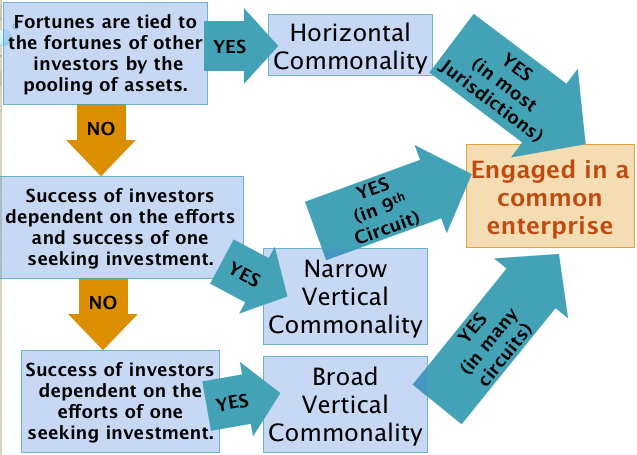 Fortunes are tied to
the fortunes of other
investors by the
pooling of assets.
YES
Horizontal
Commonality
YES
(in most
Jurisdictions)
NO
Engaged in a
common
enterprise
Success of investors
dependent on the efforts
and success of one
seeking investment.
YES
Narrow
Vertical
Commonality
YES
(in 9th
Circuit)
NO
Success of investors
dependent on the
efforts of one
seeking investment.
YES
Broad
Vertical
Commonality
YES
(in many
circuits)